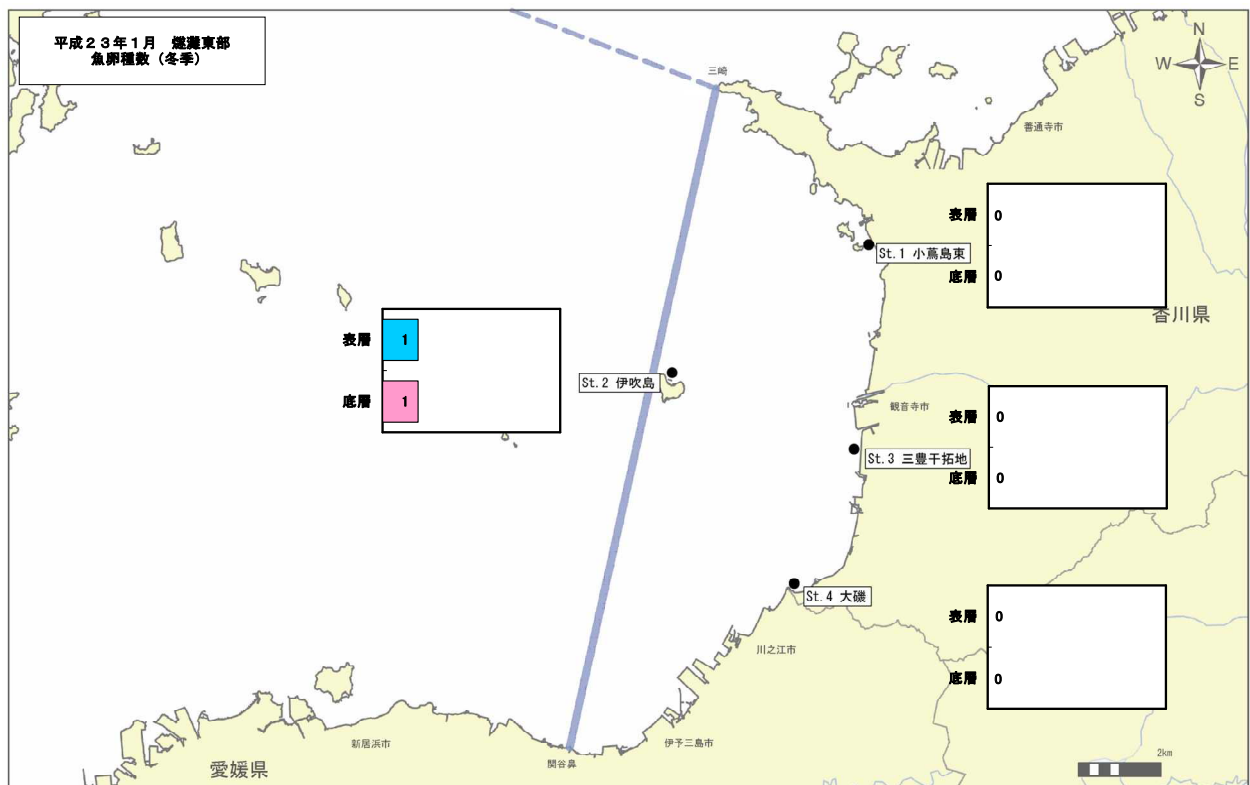 平成23年1月 燧灘東部
魚卵種数（冬季）
N
W
E
S
三崎
善通寺市
表層 0
底層 0
St.1 小蔦島東
香川県
表層 1
底層 1
St.2 伊吹島
観音寺市
表層 0
底層 0
St.3 三豊干拓地
St.4 大磯
表層 0
底層 0
川之江市
伊予三島市
新居浜市
関谷鼻
愛媛県
2km